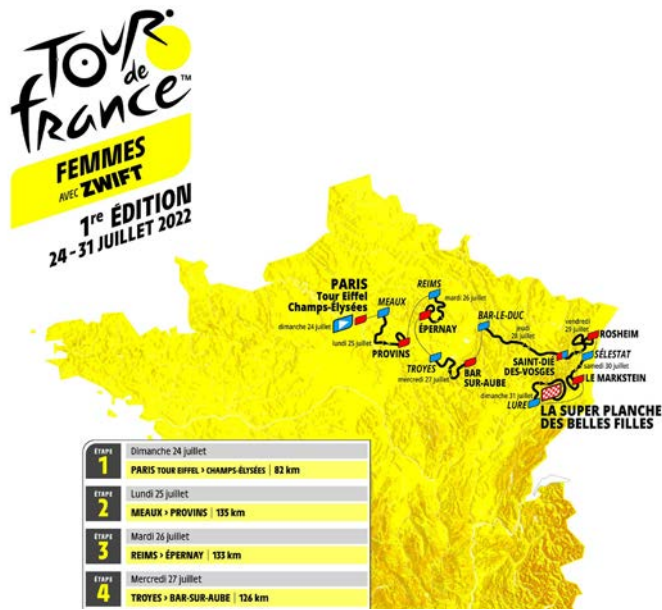 TOUR
de
france™
FEMMES
AVEC ZWIFT
1re ÉDITION
24-31 JUILLET 2022
PARIS
Tour Eiffel
Champs-Élysées
dimanche 24 juillet
MEAUX
lundi 25 juillet
PROVINS
REIMS
mardi 26 juillet
ÉPERNAY
TROYES
mercredi 27 juillet
BAR
SUR-AUBE
BAR-LE-DUC
jeudi
28 juillet
SAINT-DIÉ
DES-VOSGES
vendredi
29 juillet
ROSHEIM
SÉLESTAT
samedi 30 juillet
LE MARKSTEIN
dimanche 31 juillet
LURE
LA SUPER PLANCHE
DES BELLES FILLES
ÉTAPE
1
Dimanche 24 juillet
PARIS TOUR EIFFEL > CHAMPS-ÉLYSÉES | 82 km
ÉTAPE
2
Lundi 25 juillet
MEAUX > PROVINS | 135 km
ÉTAPE
3
Mardi 26 juillet
REIMS > ÉPERNAY | 133 km
ÉTAPE
4
Mercredi 27 juillet
TROYES > BAR-SUR-AUBE | 126 km